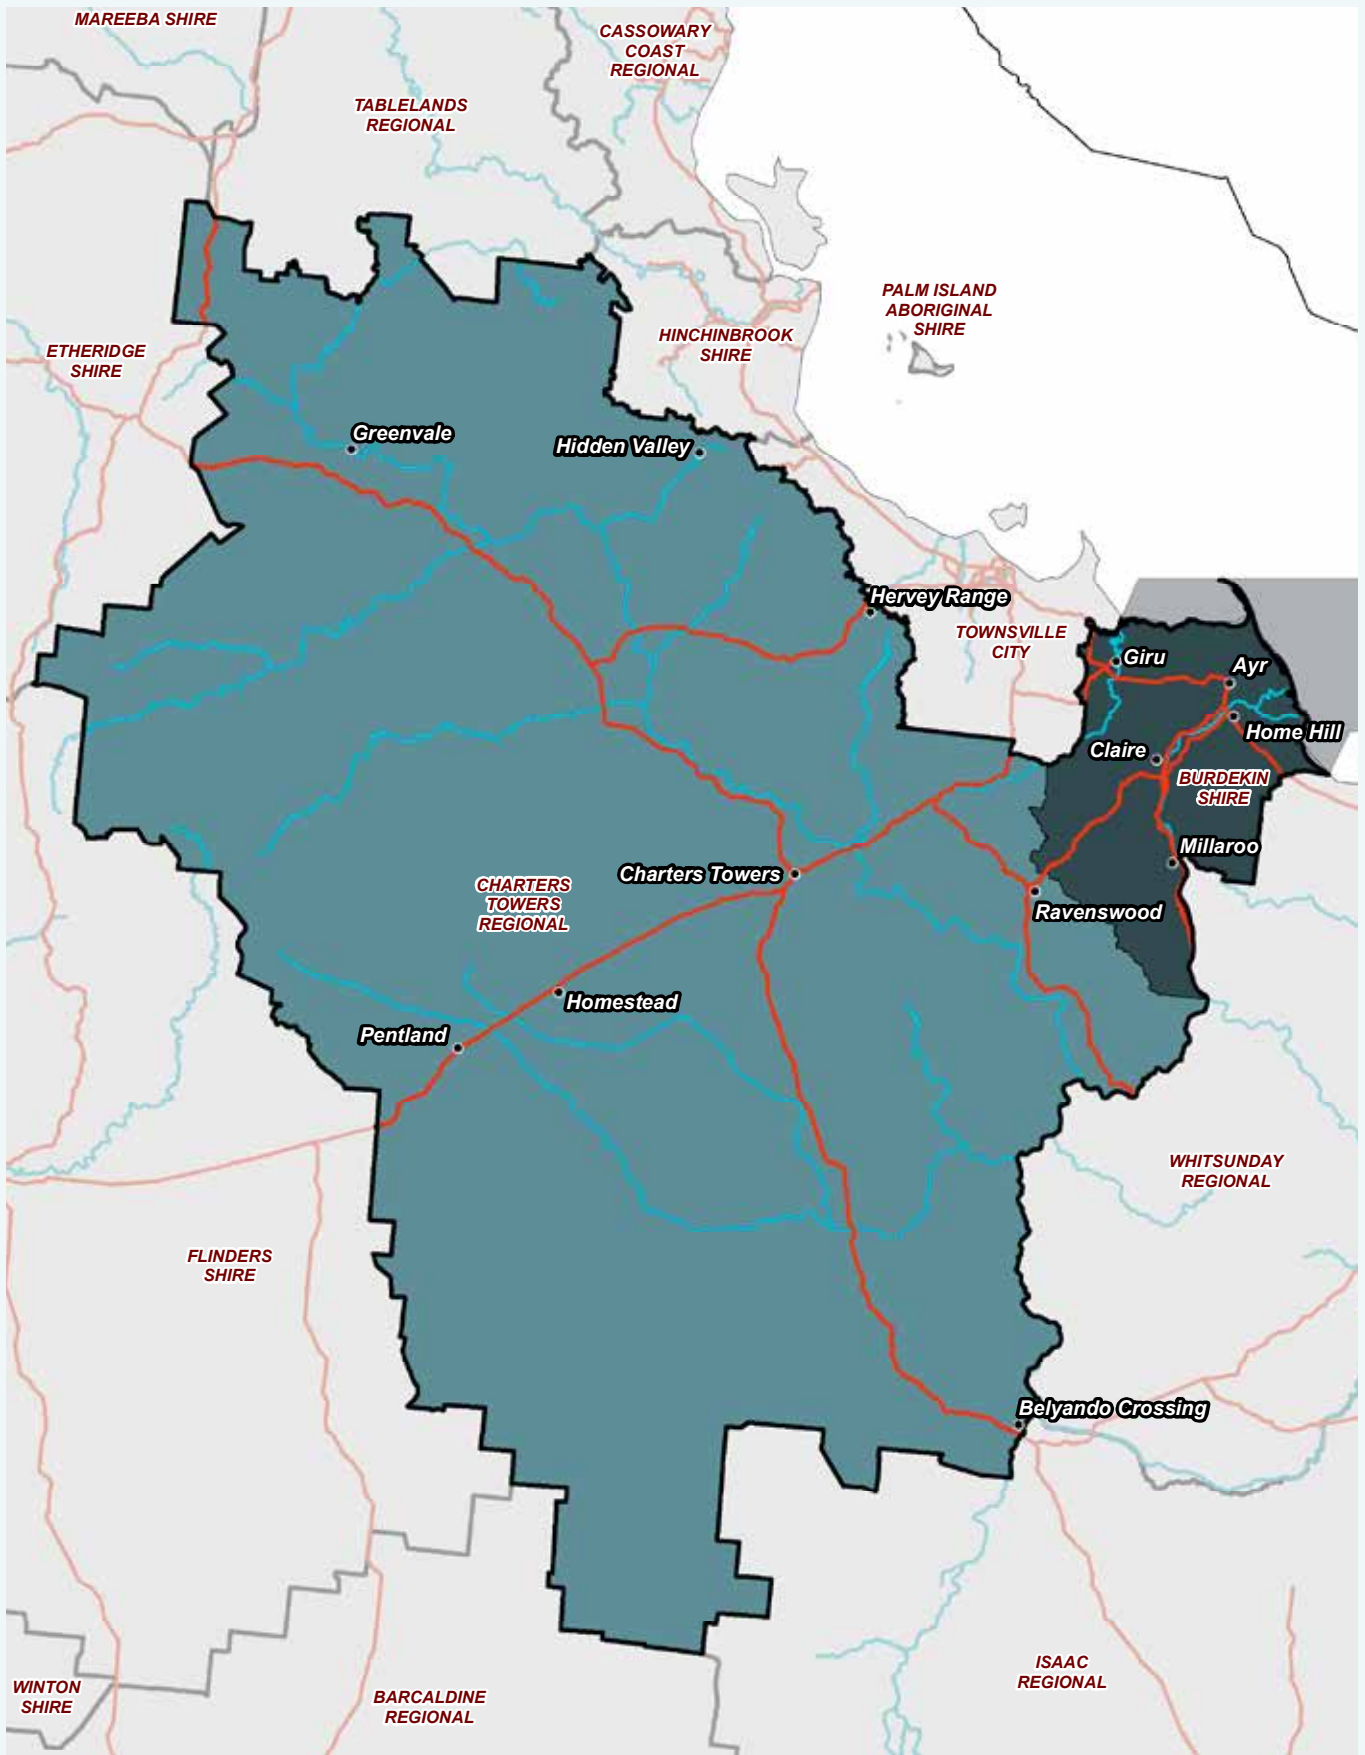 MAREEBA SHIRE
CASSOWARY
COAST
REGIONAL
TABLELANDS
REGIONAL
PALM ISLAND
ABORIGINAL
SHIRE
HINCHINBROOK
SHIRE
ETHERIDGE
SHIRE
Greenvale
Hidden Valley
Hervey Range
TOWNSVILLE
CITY
Giru
Ayr
Home Hill
Claire
BURDEKIN
SHIRE
Millaroo
Charters Towers
CHARTERS
TOWERS
REGIONAL
Ravenswood
Homestead
Pentland
WHITSUNDAY
REGIONAL
FLINDERS
SHIRE
Belyando Crossing
ISAAC
REGIONAL
WINTON
SHIRE
BARCALDINE
REGIONAL